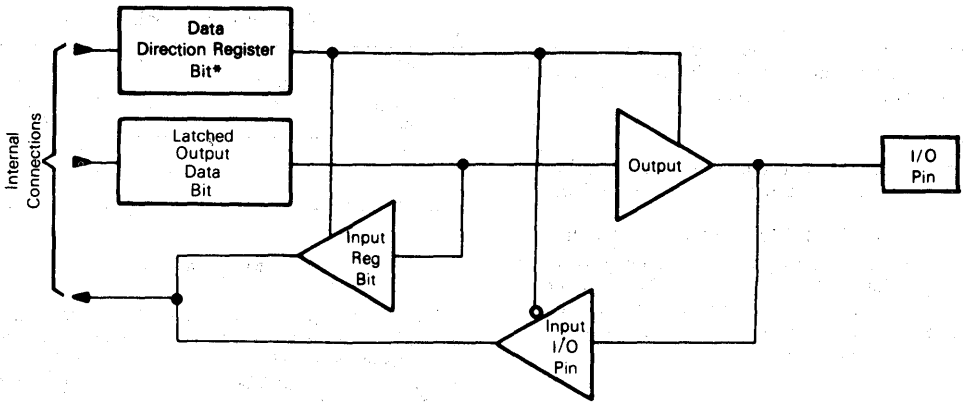 Data
Direction Register
Bit*
Latched
Output
Data
Bit
Internal
Connections
Output
I/O
Pin
Input
Reg
Bit
Input
I/O
Pin